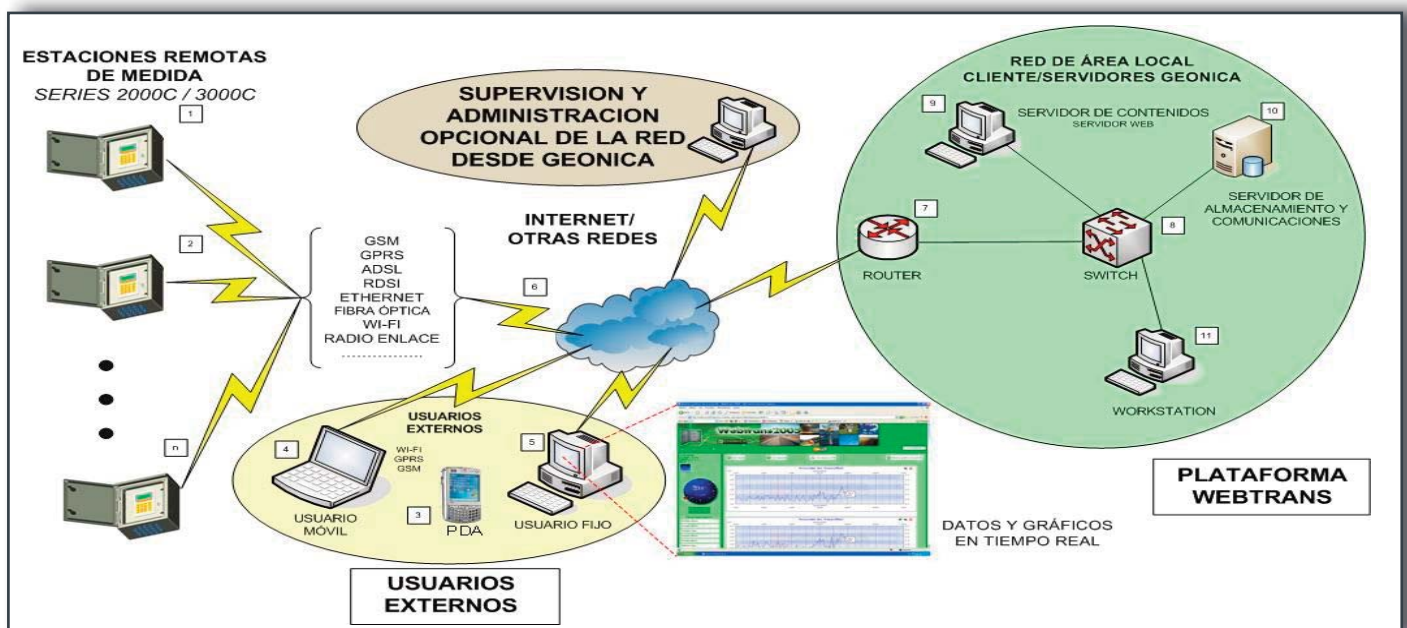 ESTACIONES REMOTAS
DE MEDIDA
SERIES 2000C / 3000C
1
2
n
GSM
GPRS
ADSL
RDSI
ETHERNET
FIBRA ÓPTICA
WI-FI
RADIO ENLACE
....................
SUPERVISION Y
ADMINISTRACION
OPCIONAL DE LA RED
DESDE GEONICA
INTERNET/
OTRAS REDES
6
USUARIOS
EXTERNOS
4
WI-FI
GPRS
GSM
5
3
USUARIO
MÓVIL
PDA
USUARIO FIJO
USUARIOS
EXTERNOS
Webtrans2005
DATOS Y GRÁFICOS
EN TIEMPO REAL
RED DE ÁREA LOCAL
CLIENTE/SERVIDORES GEONICA
9
SERVIDOR DE CONTENIDOS
SERVIDOR WEB
10
SERVIDOR DE
ALMACENAMIENTO Y
COMUNICACIONES
7
ROUTER
8
SWITCH
11
WORKSTATION
PLATAFORMA
WEBTRANS